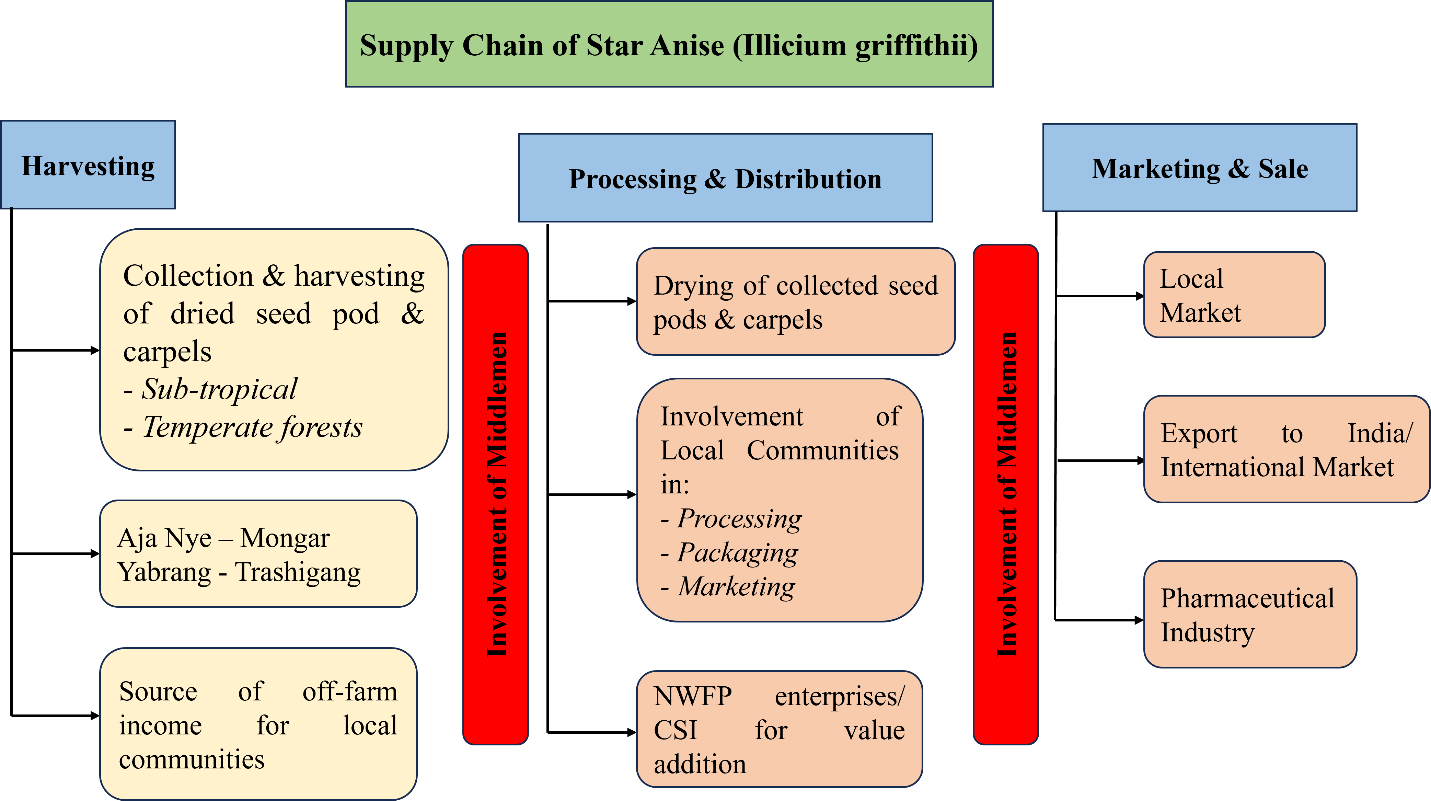 Supply Chain of Star Anise (Illicium griffithii)
Harvesting
Collection & harvesting
of dried seed pod &
carpels
- Sub-tropical
- Temperate forests
Aja Nye – Mongar
Yabrang - Trashigang
Source of off-farm
income for local
communities
Involvement of Middlemen
Processing & Distribution
Drying of collected seed
pods & carpels
Involvement of
Local Communities
in:
- Processing
- Packaging
- Marketing
NWFP enterprises/
CSI for value
addition
Involvement of Middlemen
Marketing & Sale
Local
Market
Export to India/
International Market
Pharmaceutical
Industry